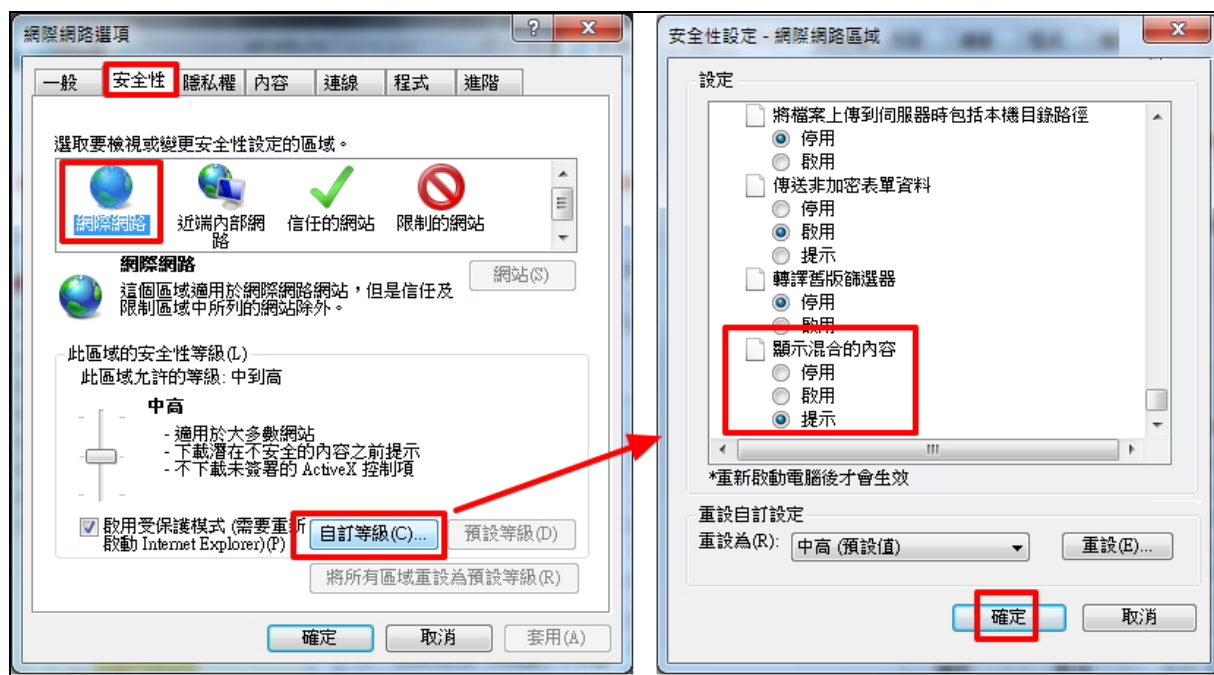 網際網路選項
一般 安全性 隱私權 內容 連線 程式 進階
選取要檢視或變更安全性設定的區域。
網際網路 近端內部網路 信任的網站 限制的網站
網際網路
網站(S)
這個區域適用於網際網路網站，但是信任及
限制區域中所列的網站除外。
此區域的安全性等級(L)
此區域允許的等級: 中到高
中高
- 適用於大多數網站
- 下載潛在不安全的內容之前提示
- 不下載未簽署的 ActiveX 控制項
啟用受保護模式 (需要重新
啟動 Internet Explorer)(P)
自訂等級(C)... 預設等級(D)
將所有區域重設為預設等級(R)
確定 取消 套用(A)
安全性設定 - 網際網路區域
設定
將檔案上傳到伺服器時包括本機目錄路徑
停用
啟用
傳送非加密表單資料
停用
啟用
提示
轉譯舊版篩選器
停用
啟用
顯示混合的內容
停用
啟用
提示
*重新啟動電腦後才會生效
重設自訂設定
重設為(R): 中高 (預設值) 重設(E)...
確定 取消